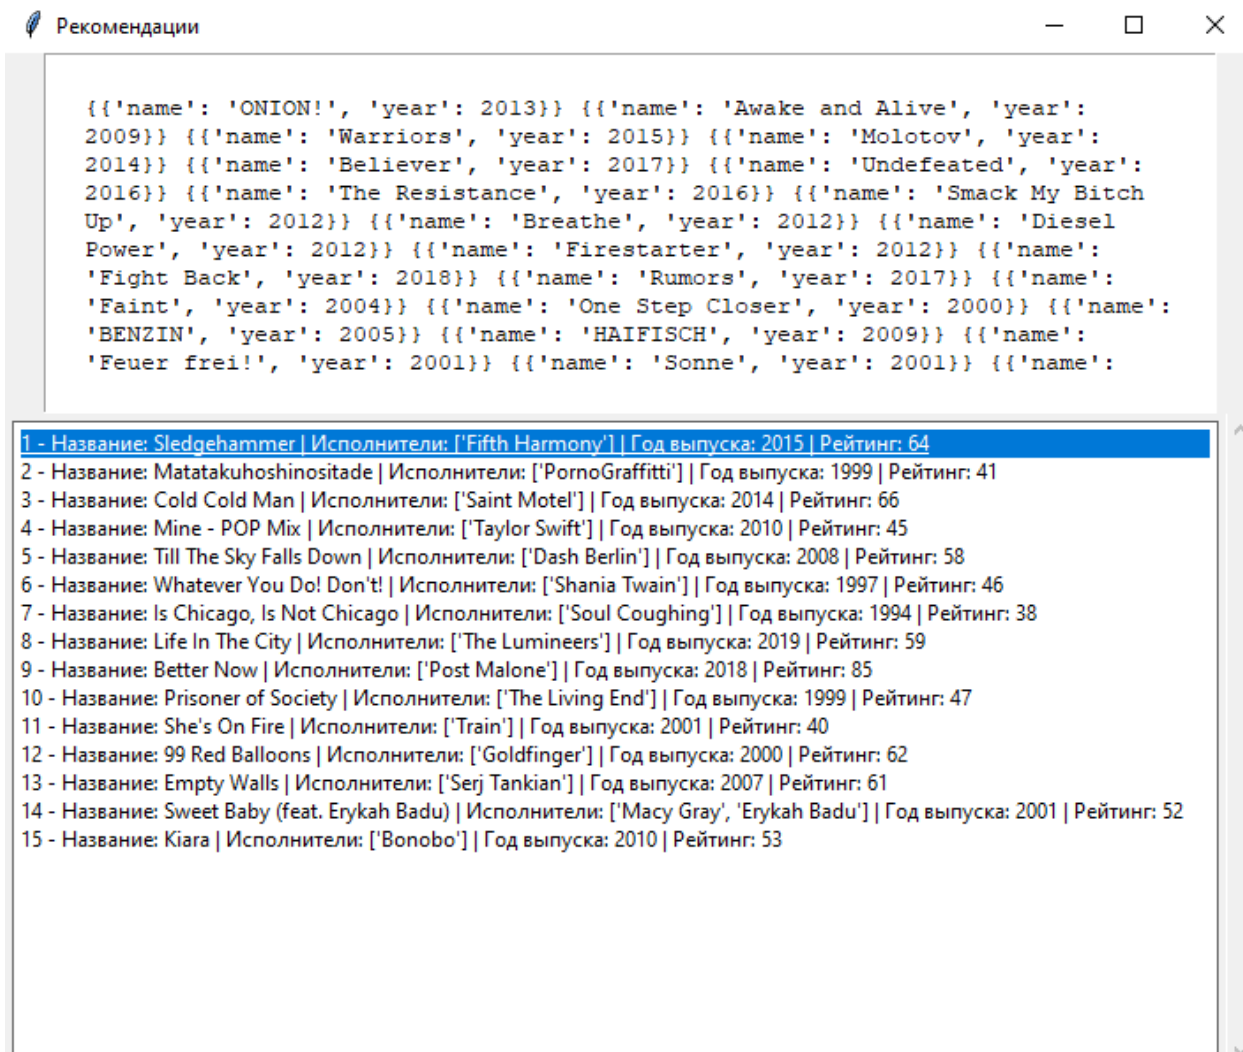 Рекомендации
{{'name': 'ONION!', 'year': 2013}} {{'name': 'Awake and Alive', 'year':
2009}} {{'name': 'Warriors', 'year': 2015}} {{'name': 'Molotov', 'year':
2014}} {{'name': 'Believer', 'year': 2017}} {{'name': 'Undefeated', 'year':
2016}} {{'name': 'The Resistance', 'year': 2016}} {{'name': 'Smack My Bitch
Up', 'year': 2012}} {{'name': 'Breathe', 'year': 2012}} {{'name': 'Diesel
Power', 'year': 2012}} {{'name': 'Firestarter', 'year': 2012}} {{'name':
'Fight Back', 'year': 2018}} {{'name': 'Rumors', 'year': 2017}} {{'name':
'Faint', 'year': 2004}} {{'name': 'One Step Closer', 'year': 2000}} {{'name':
'BENZIN', 'year': 2005}} {{'name': 'HAIFISCH', 'year': 2009}} {{'name':
'Feuer frei!', 'year': 2001}} {{'name': 'Sonne', 'year': 2001}} {{'name':
1 - Название: Sledgehammer | Исполнители: ['Fifth Harmony'] | Год выпуска: 2015 | Рейтинг: 64
2 - Название: Matatakuhoshinositade | Исполнители: ['PornoGraffitti'] | Год выпуска: 1999 | Рейтинг: 41
3 - Название: Cold Cold Man | Исполнители: ['Saint Motel'] | Год выпуска: 2014 | Рейтинг: 66
4 - Название: Mine - POP Mix | Исполнители: ['Taylor Swift'] | Год выпуска: 2010 | Рейтинг: 45
5 - Название: Till The Sky Falls Down | Исполнители: ['Dash Berlin'] | Год выпуска: 2008 | Рейтинг: 58
6 - Название: Whatever You Do! Don't! | Исполнители: ['Shania Twain'] | Год выпуска: 1997 | Рейтинг: 46
7 - Название: Is Chicago, Is Not Chicago | Исполнители: ['Soul Coughing'] | Год выпуска: 1994 | Рейтинг: 38
8 - Название: Life In The City | Исполнители: ['The Lumineers'] | Год выпуска: 2019 | Рейтинг: 59
9 - Название: Better Now | Исполнители: ['Post Malone'] | Год выпуска: 2018 | Рейтинг: 85
10 - Название: Prisoner of Society | Исполнители: ['The Living End'] | Год выпуска: 1999 | Рейтинг: 47
11 - Название: She's On Fire | Исполнители: ['Train'] | Год выпуска: 2001 | Рейтинг: 40
12 - Название: 99 Red Balloons | Исполнители: ['Goldfinger'] | Год выпуска: 2000 | Рейтинг: 62
13 - Название: Empty Walls | Исполнители: ['Serj Tankian'] | Год выпуска: 2007 | Рейтинг: 61
14 - Название: Sweet Baby (feat. Erykah Badu) | Исполнители: ['Macy Gray', 'Erykah Badu'] | Год выпуска: 2001 | Рейтинг: 52
15 - Название: Kiara | Исполнители: ['Bonobo'] | Год выпуска: 2010 | Рейтинг: 53